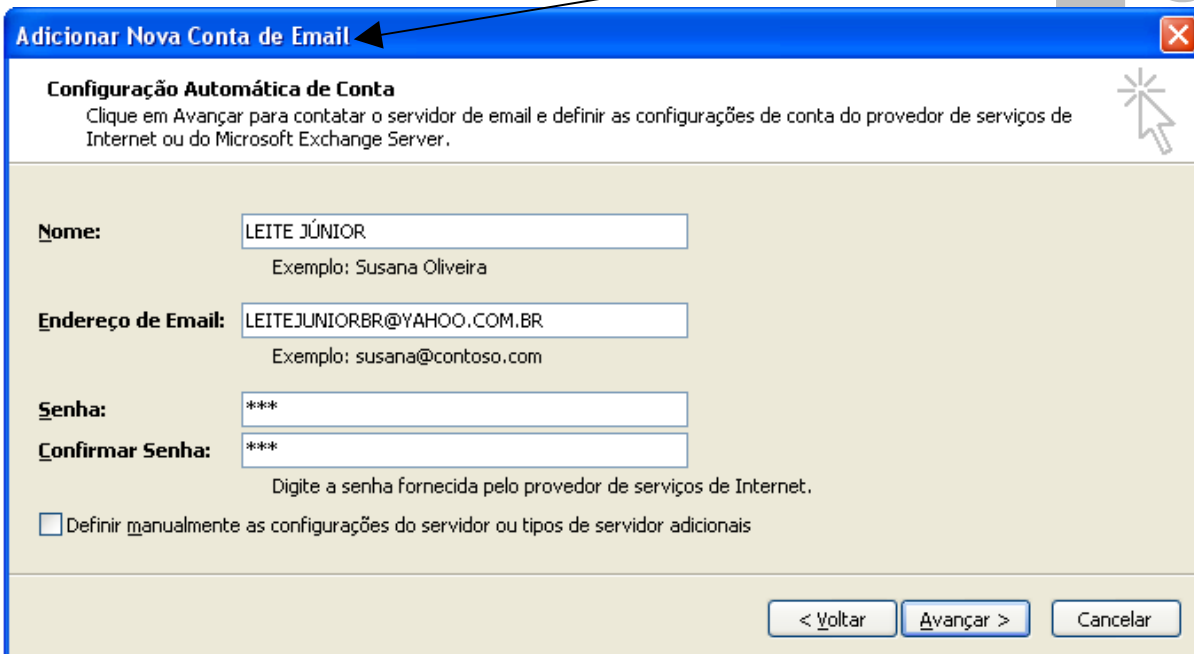 Adicionar Nova Conta de Email
Configuração Automática de Conta
Clique em Avançar para contatar o servidor de email e definir as configurações de conta do provedor de serviços de
Internet ou do Microsoft Exchange Server.
Nome: LEITE JÚNIOR
Exemplo: Susana Oliveira
Endereço de Email: LEITEJUNIORBR@YAHOO.COM.BR
Exemplo: susana@contoso.com
Senha: ***
Confirmar Senha: ***
Digite a senha fornecida pelo provedor de serviços de Internet.
Definir manualmente as configurações do servidor ou tipos de servidor adicionais
< Voltar Avançar > Cancelar